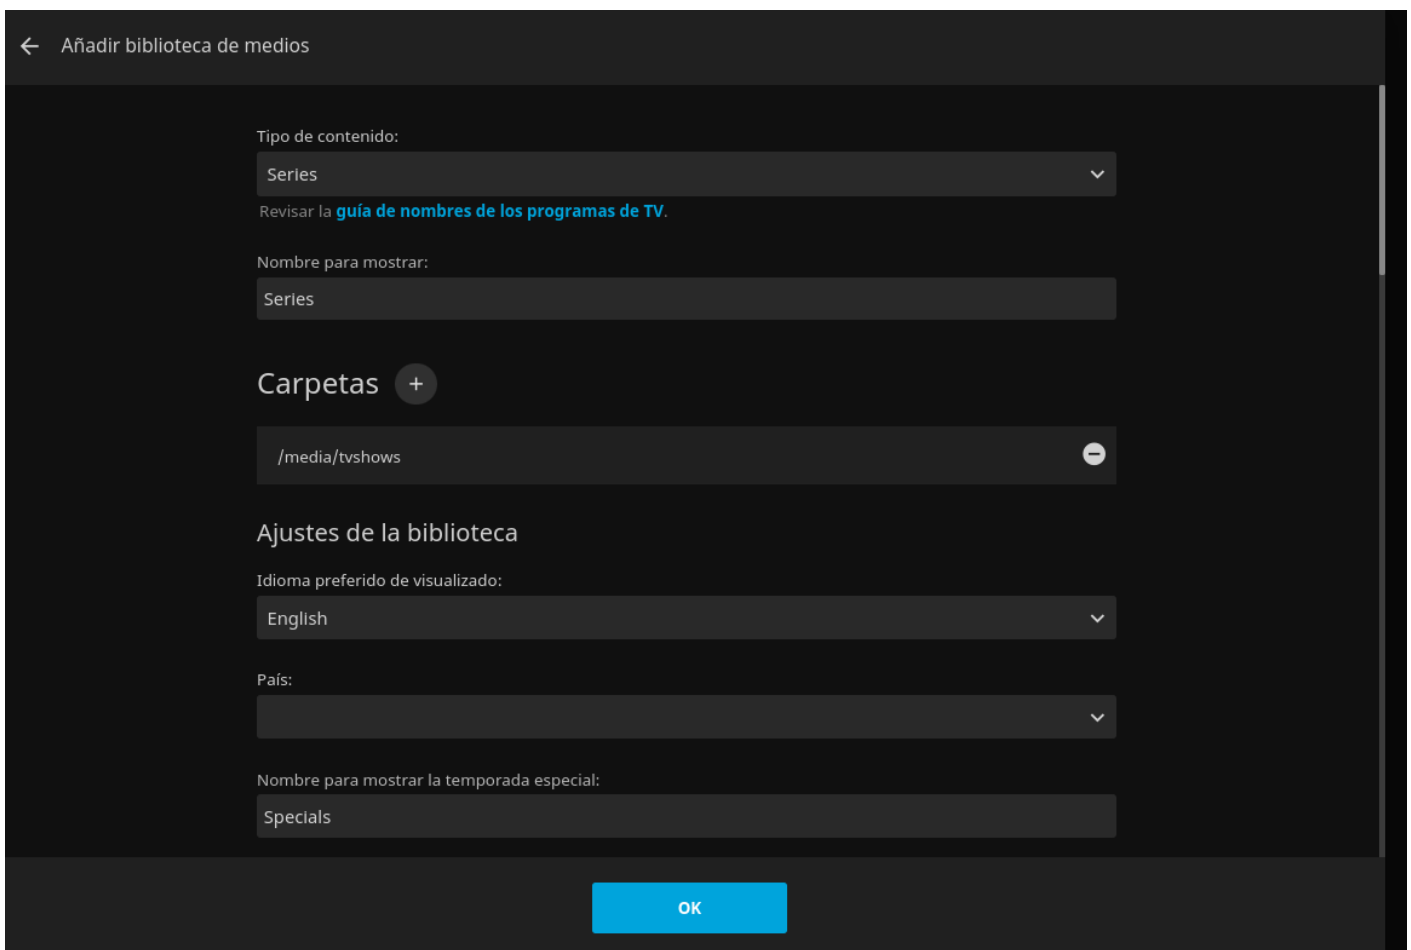 Añadir biblioteca de medios
Tipo de contenido:
Series
Revisar la guía de nombres de los programas de TV.
Nombre para mostrar:
Series
Carpetas +
/media/tvshows
Ajustes de la biblioteca
Idioma preferido de visualizado:
English
País:
Nombre para mostrar la temporada especial:
Specials
OK